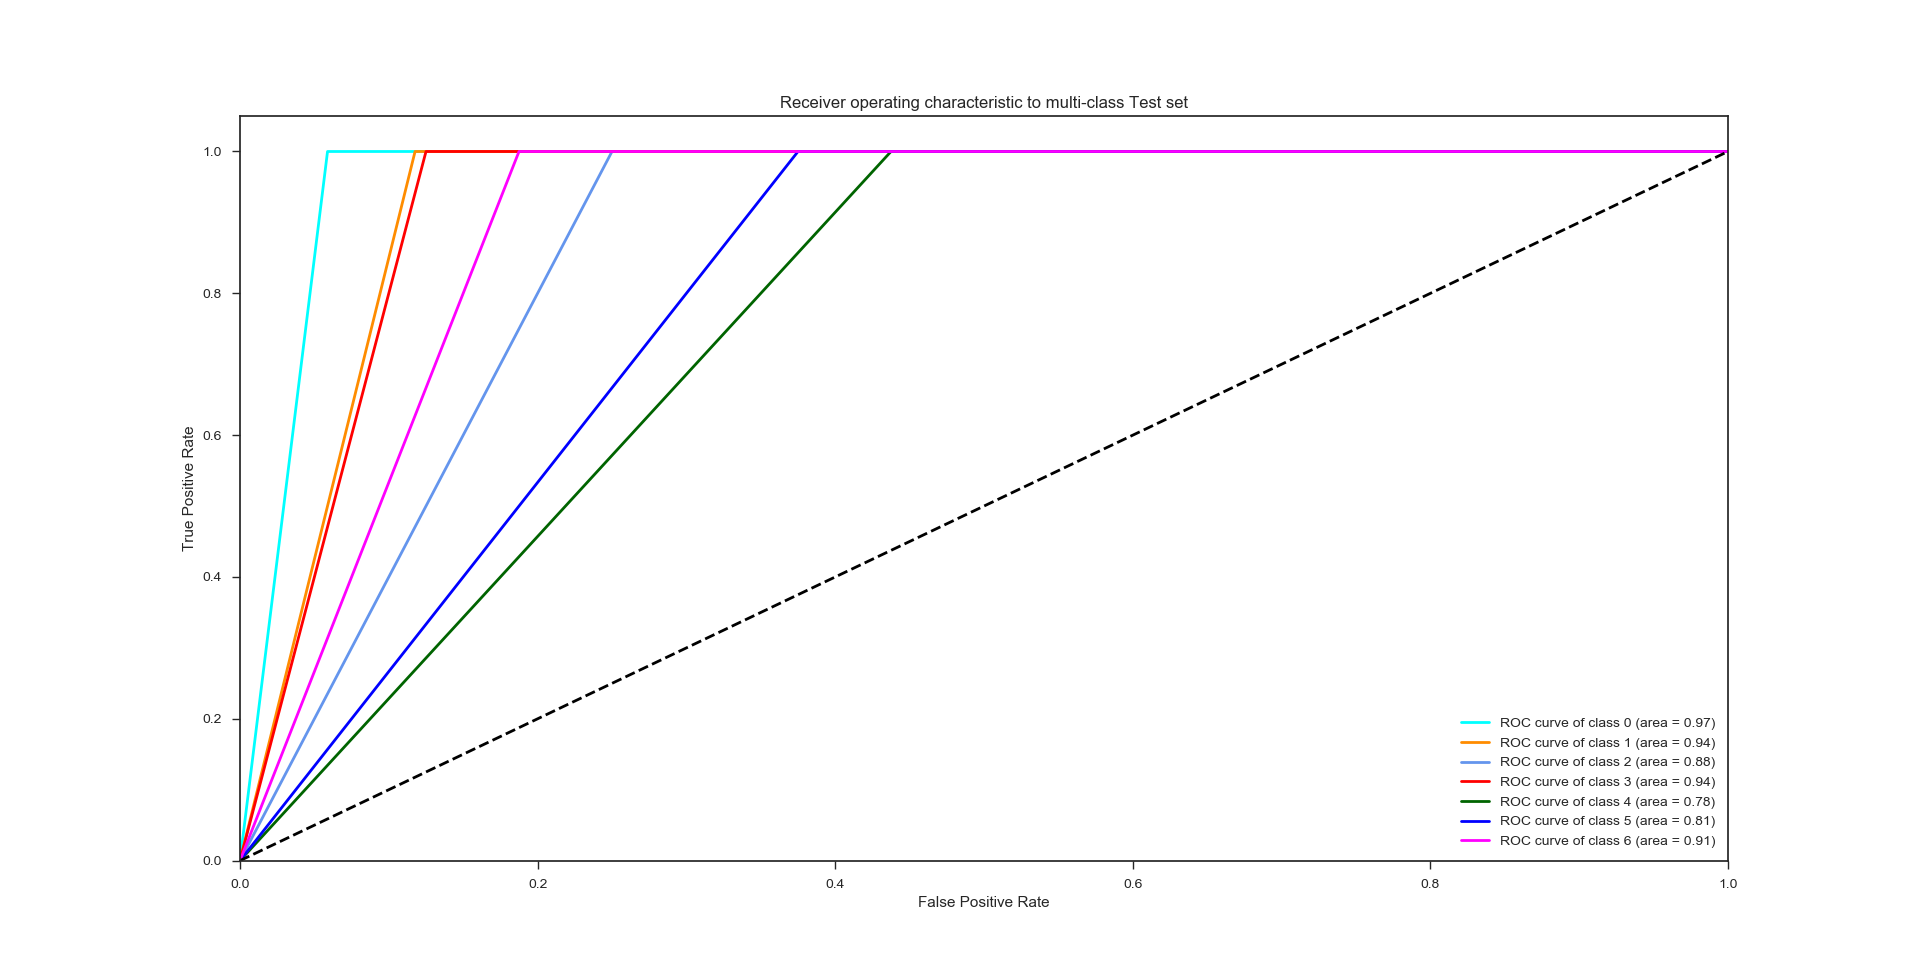 Receiver operating characteristic to multi-class Test set
1.0
0.8
0.6
0.4
0.2
0.0
True Positive Rate
ROC curve of class 0 (area = 0.97)
ROC curve of class 1 (area = 0.94)
ROC curve of class 2 (area = 0.88)
ROC curve of class 3 (area = 0.94)
ROC curve of class 4 (area = 0.78)
ROC curve of class 5 (area = 0.81)
ROC curve of class 6 (area = 0.91)
0.0 0.2 0.4 0.6 0.8 1.0
False Positive Rate